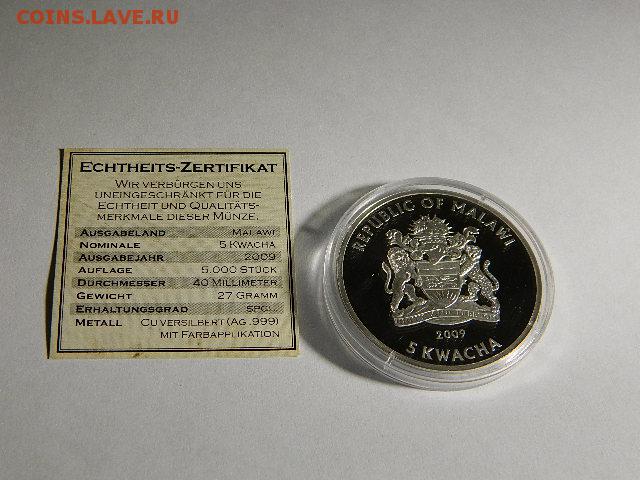 COINS.LAVE.RU
ECHTHEITS-ZERTIFIKAT
WIR VERBÜRGEN UNS
UNEINGESCHRÄNKT FÜR DIE
ECHTHEIT UND QUALITÄTS-
MERKMALE DIESER MÜNZE.
AUSGABELAND MALAWI
NOMINALE 5 KWACHA
AUSGABEJAHR 2009
AUFLAGE 5.000 STÜCK
DURCHMESSER 40 MILLIMETER
GEWICHT 27 GRAMM
ERHALTUNGSGRAD
METALL CU VERSILBERT (AG .999)
MIT FARBAPPLIKATION
REPUBLIC OF MALAWI
2009
5 KWACHA